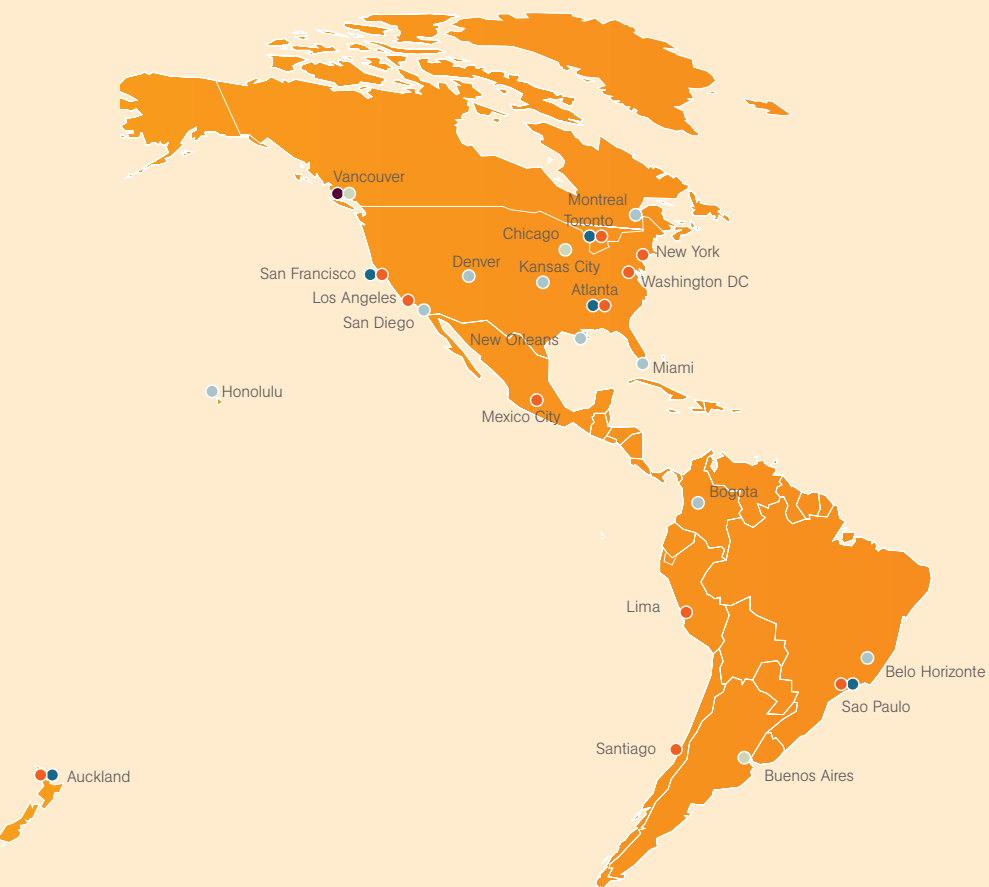 Vancouver
Montreal
Toronto
Chicago
New York
Denver
Kansas City
San Francisco
Washington DC
Atlanta
Los Angeles
San Diego
New Orleans
Miami
Honolulu
Mexico City
Bogota
Lima
Belo Horizonte
Sao Paulo
Santiago
Buenos Aires
Auckland